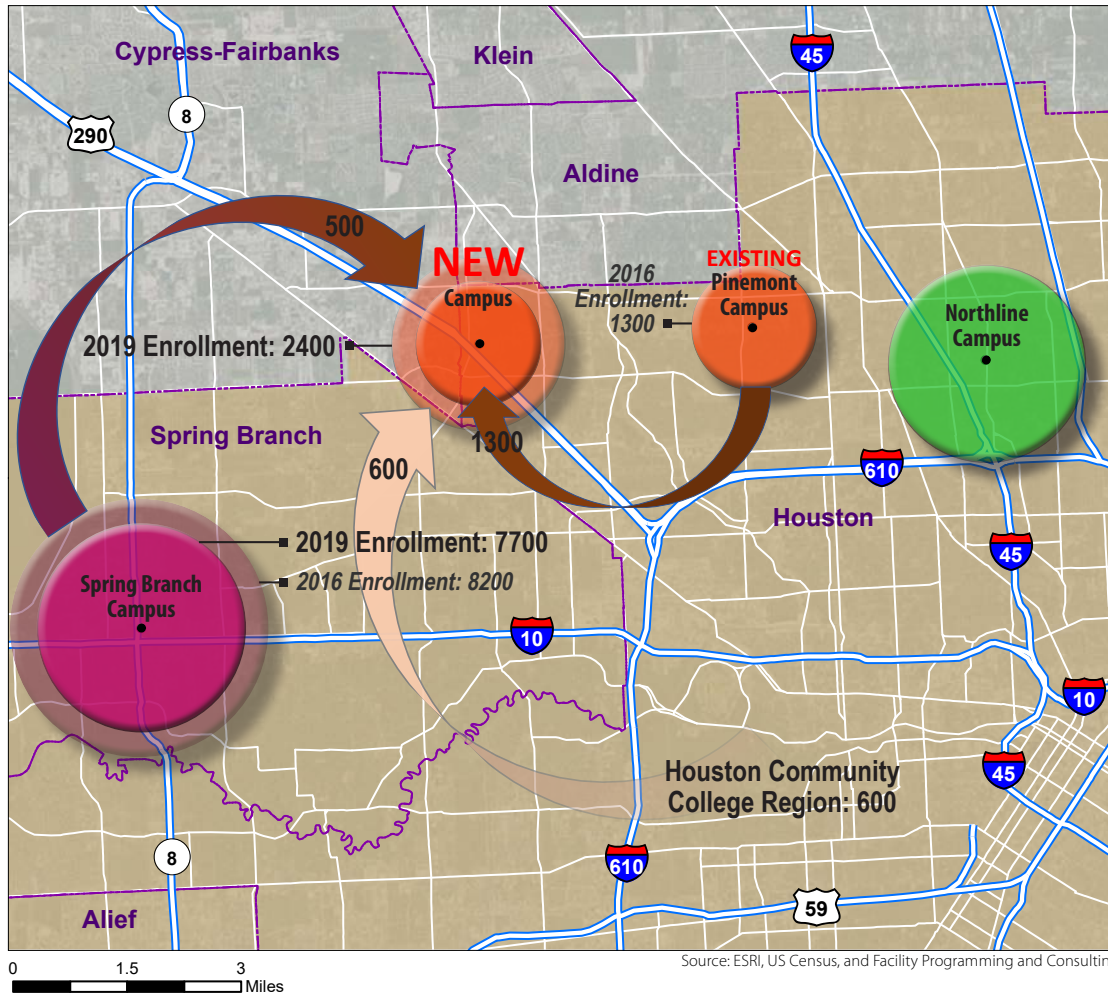 Cypress-Fairbanks
Klein
45
8
290
Aldine
500
NEW
Campus
EXISTING
Pinemont
Campus
2016
Enrollment:
1300
Northline
Campus
2019 Enrollment: 2400
Spring Branch
600
1300
610
Houston
2019 Enrollment: 7700
2016 Enrollment: 8200
45
Spring Branch
Campus
10
10
Houston Community
College Region: 600
45
8
610
59
Alief
Source: ESRI, US Census, and Facility Programming and Consultin
0 1.5 3
Miles